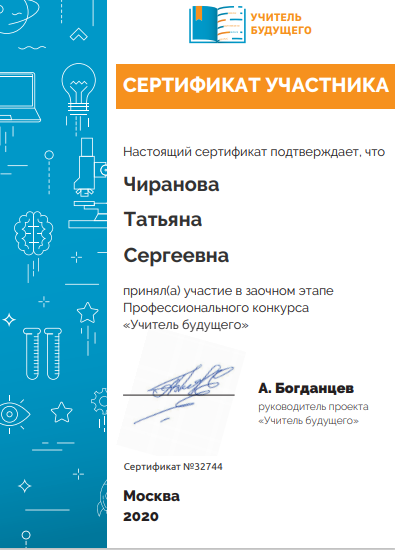 УЧИТЕЛЬ
БУДУЩЕГО
СЕРТИФИКАТ УЧАСТНИКА
Настоящий сертификат подтверждает, что
Чиранова
Татьяна
Сергеевна
принял(а) участие в заочном этапе
Профессионального конкурса
«Учитель будущего»
А. Богданцев
руководитель проекта
«Учитель будущего»
Сертификат №32744
Москва
2020